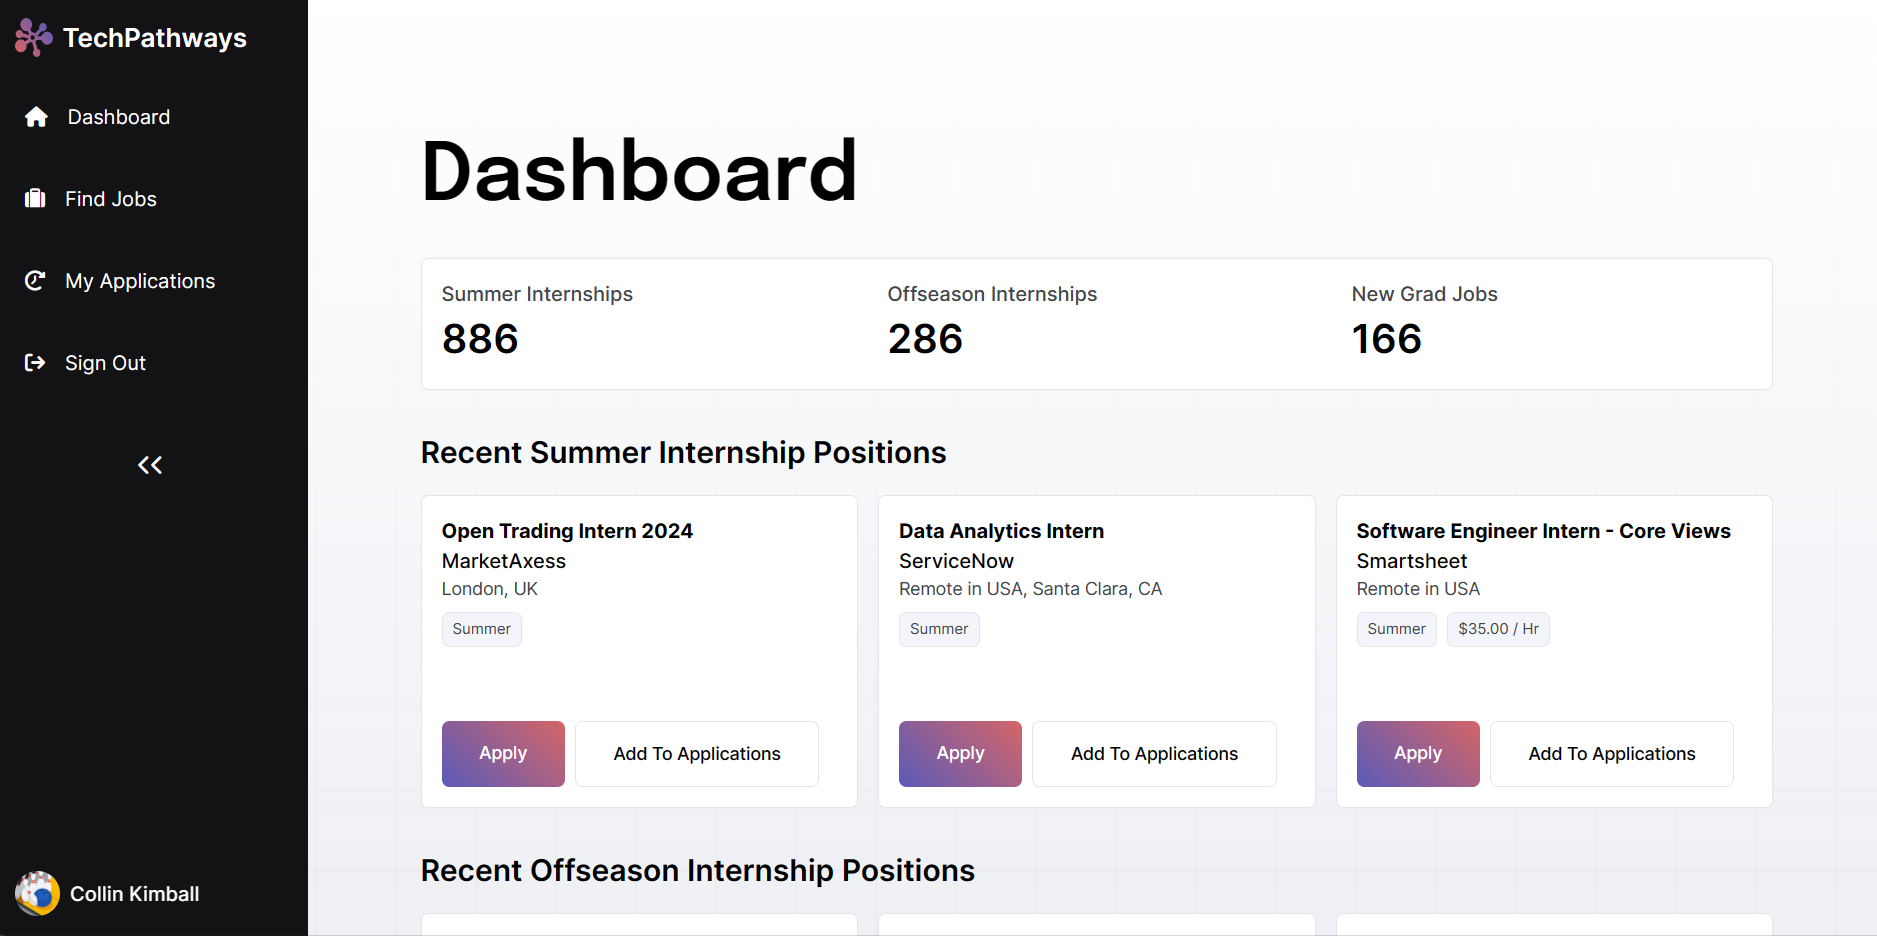 TechPathways
Dashboard
Find Jobs
My Applications
Sign Out
Collin Kimball
Dashboard
Summer Internships
886
Offseason Internships
286
New Grad Jobs
166
Recent Summer Internship Positions
Open Trading Intern 2024
MarketAxess
London, UK
Summer
Apply
Add To Applications
Data Analytics Intern
ServiceNow
Remote in USA, Santa Clara, CA
Summer
Apply
Add To Applications
Software Engineer Intern - Core Views
Smartsheet
Remote in USA
Summer
$35.00 / Hr
Apply
Add To Applications
Recent Offseason Internship Positions